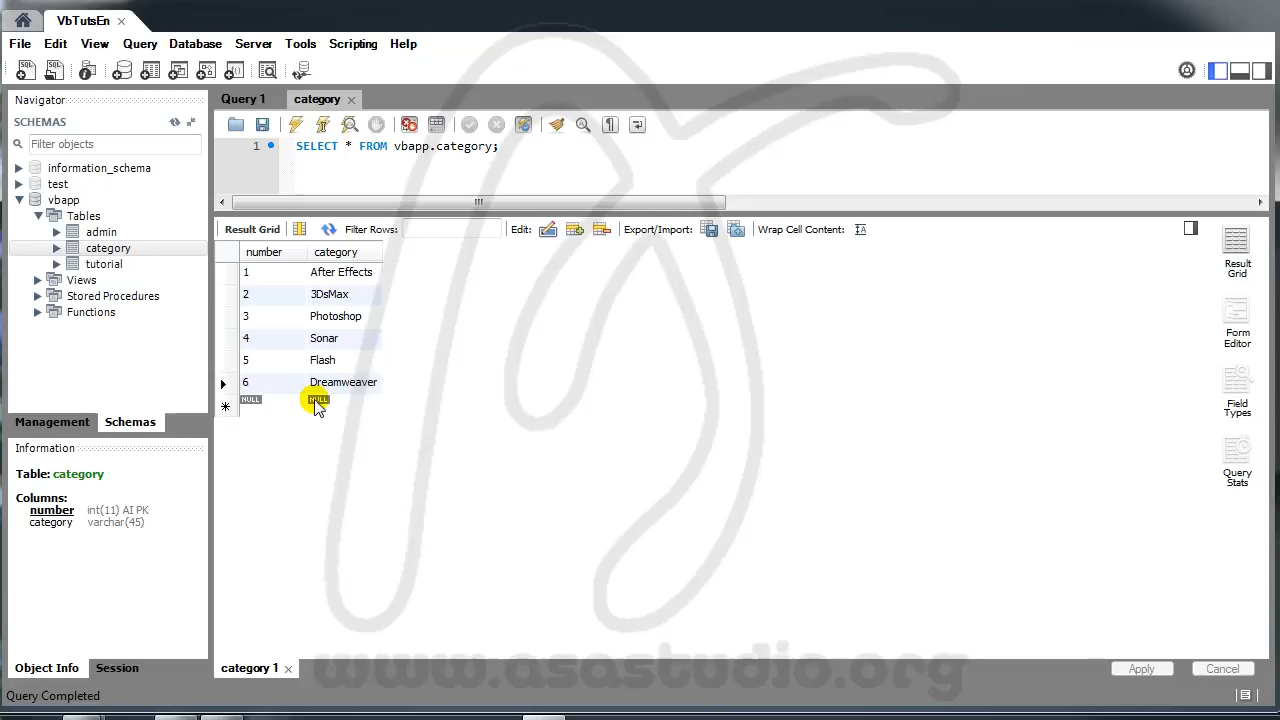 VbTutsEn
File Edit View Query Database Server Tools Scripting Help
Navigator
SCHEMAS
Filter objects
information_schema
test
vbapp
Tables
admin
category
tutorial
Views
Stored Procedures
Functions
Management Schemas
Information
Table: category
Columns:
number int(11) AI PK
category varchar(45)
Object Info Session
Query Completed
Query 1 category
1 SELECT * FROM vbapp.category;
Result Grid Filter Rows: Edit: Export/Import: Wrap Cell Content:
number category
1 After Effects
2 3DsMax
3 Photoshop
4 Sonar
5 Flash
6 Dreamweaver
NULL NULL
Result
Grid
Form
Editor
Field
Types
Query
Stats
category 1
Apply Cancel
www.asastudio.org